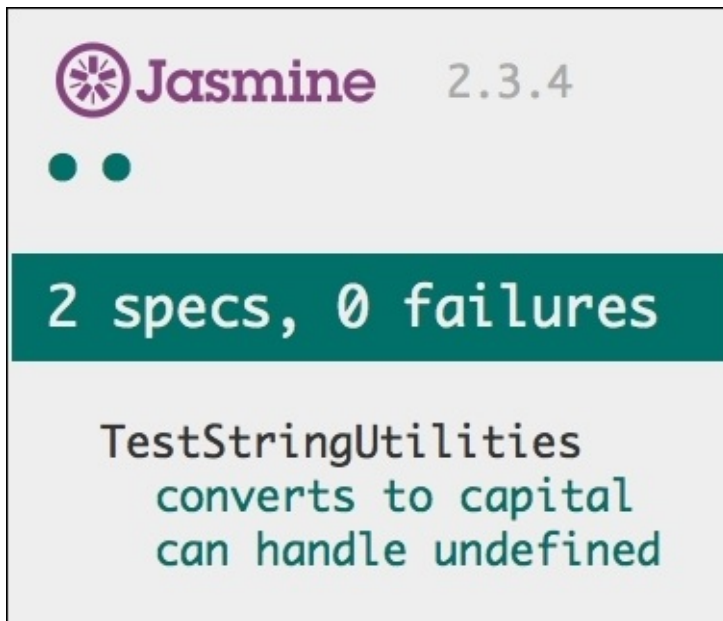 Jasmine 2.3.4
2 specs, 0 failures
TestStringUtilities
converts to capital
can handle undefined